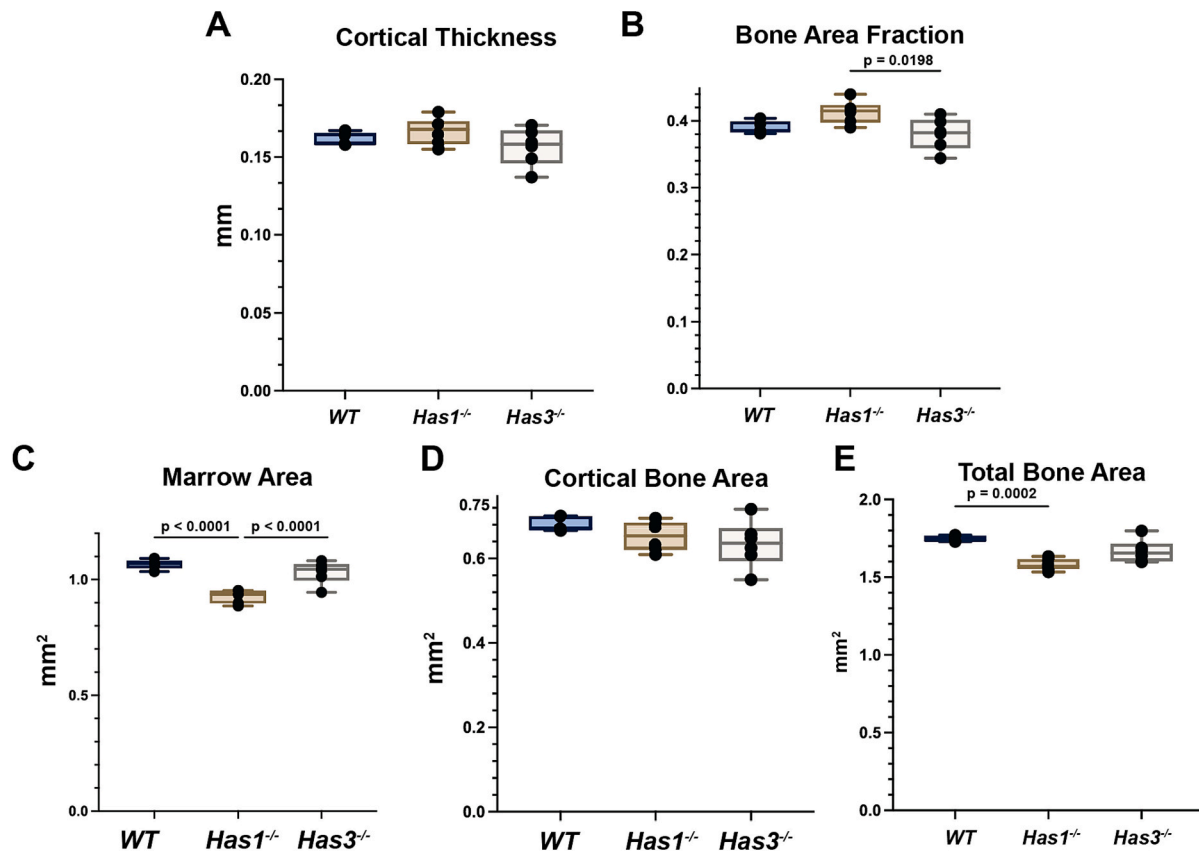 A
Cortical Thickness
mm
0.20
0.15
0.10
0.05
0.00
WT
Has1-/-
Has3-/-
B
Bone Area Fraction
p = 0.0198
0.4
0.3
0.2
0.1
0.0
WT
Has1-/-
Has3-/-
C
Marrow Area
p < 0.0001
p < 0.0001
mm²
1.0
0.5
0.0
WT
Has1-/-
Has3-/-
D
Cortical Bone Area
mm²
0.75
0.6
0.4
0.2
0.0
WT
Has1-/-
Has3-/-
E
Total Bone Area
p = 0.0002
mm²
2.0
1.5
1.0
0.5
0.0
WT
Has1-/-
Has3-/-